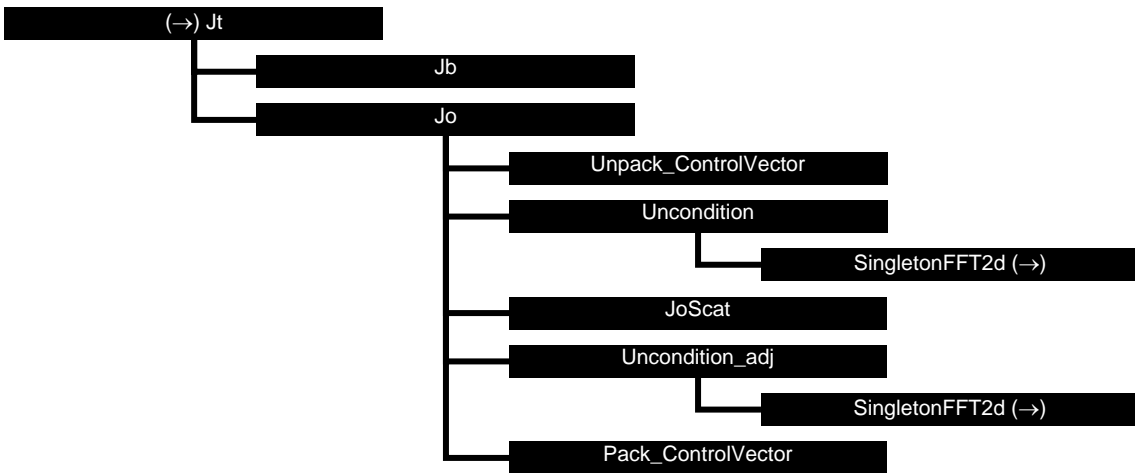 (→) Jt
Jb
Jo
Unpack_ControlVector
Uncondition
SingletonFFT2d (→)
JoScat
Uncondition_adj
SingletonFFT2d (→)
Pack_ControlVector